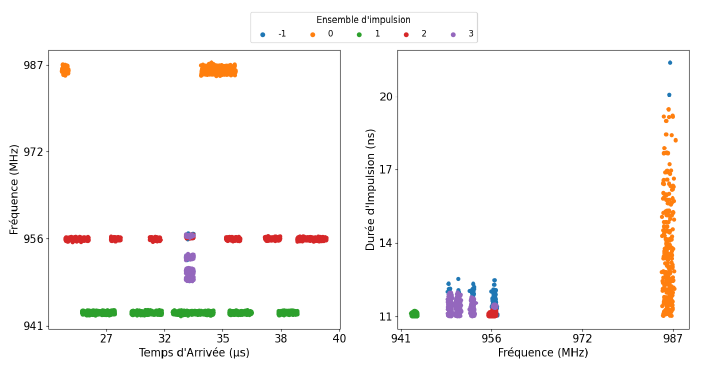 Ensemble d'impulsion
-1 0 1 2 3
987
972
956
941
Fréquence (MHz)
27 32 35 38 40
Temps d'Arrivée (µs)
20
17
14
11
Durée d'Impulsion (ns)
941 956 972 987
Fréquence (MHz)